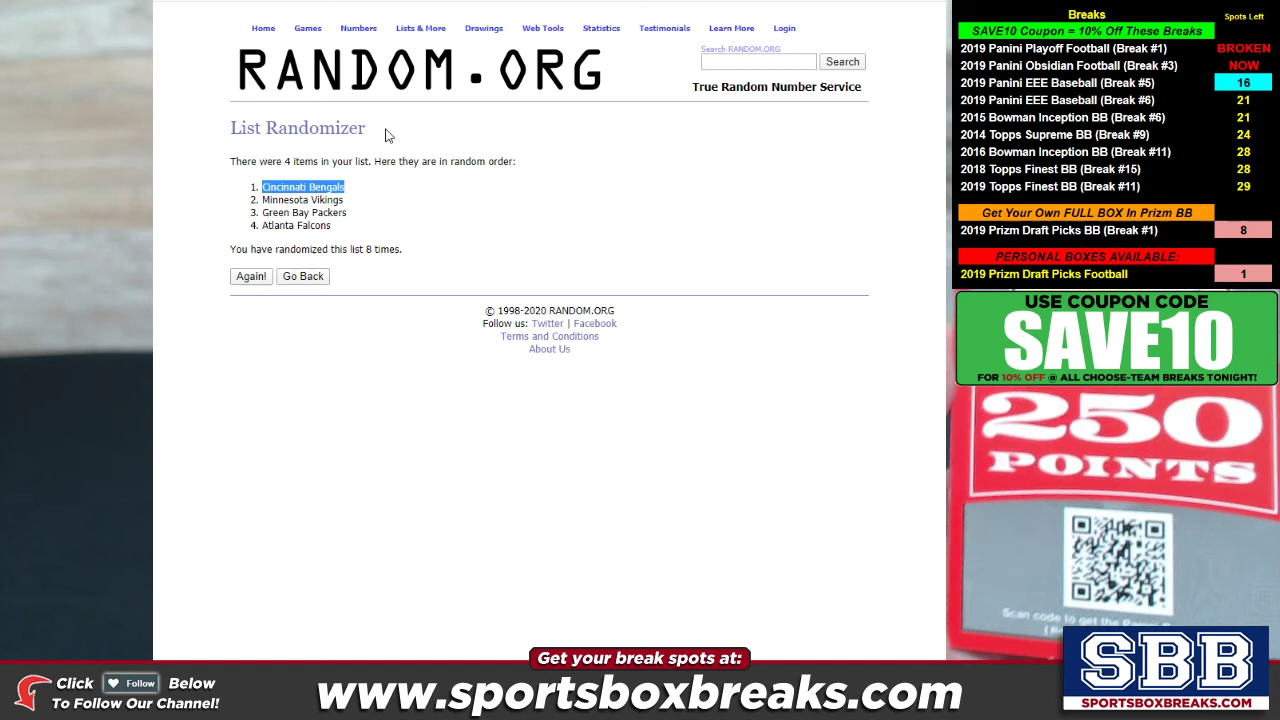 Home Games Numbers Lists & More Drawings Web Tools Statistics Testimonials Learn More Login
RANDOM.ORG
Search RANDOM.ORG
Search
True Random Number Service
List Randomizer
There were 4 items in your list. Here they are in random order:
1. Cincinnati Bengals
2. Minnesota Vikings
3. Green Bay Packers
4. Atlanta Falcons
You have randomized this list 8 times.
Again! Go Back
© 1998-2020 RANDOM.ORG
Follow us: Twitter | Facebook
Terms and Conditions
About Us
Breaks Spots Left
SAVE10 Coupon = 10% Off These Breaks
2019 Panini Playoff Football (Break #1) BROKEN
2019 Panini Obsidian Football (Break #3) NOW
2019 Panini EEE Baseball (Break #5) 16
2019 Panini EEE Baseball (Break #6) 21
2015 Bowman Inception BB (Break #6) 21
2014 Topps Supreme BB (Break #9) 24
2016 Bowman Inception BB (Break #11) 28
2018 Topps Finest BB (Break #15) 28
2019 Topps Finest BB (Break #11) 29
Get Your Own FULL BOX In Prizm BB
2019 Prizm Draft Picks BB (Break #1) 8
PERSONAL BOXES AVAILABLE:
2019 Prizm Draft Picks Football 1
USE COUPON CODE
SAVE10
FOR 10% OFF @ ALL CHOOSE-TEAM BREAKS TONIGHT!
250
POINTS
Scan code to get the
SBB
SPORTSBOXBREAKS.COM
Get your break spots at:
www.sportsboxbreaks.com
Click Follow Below
To Follow Our Channel!